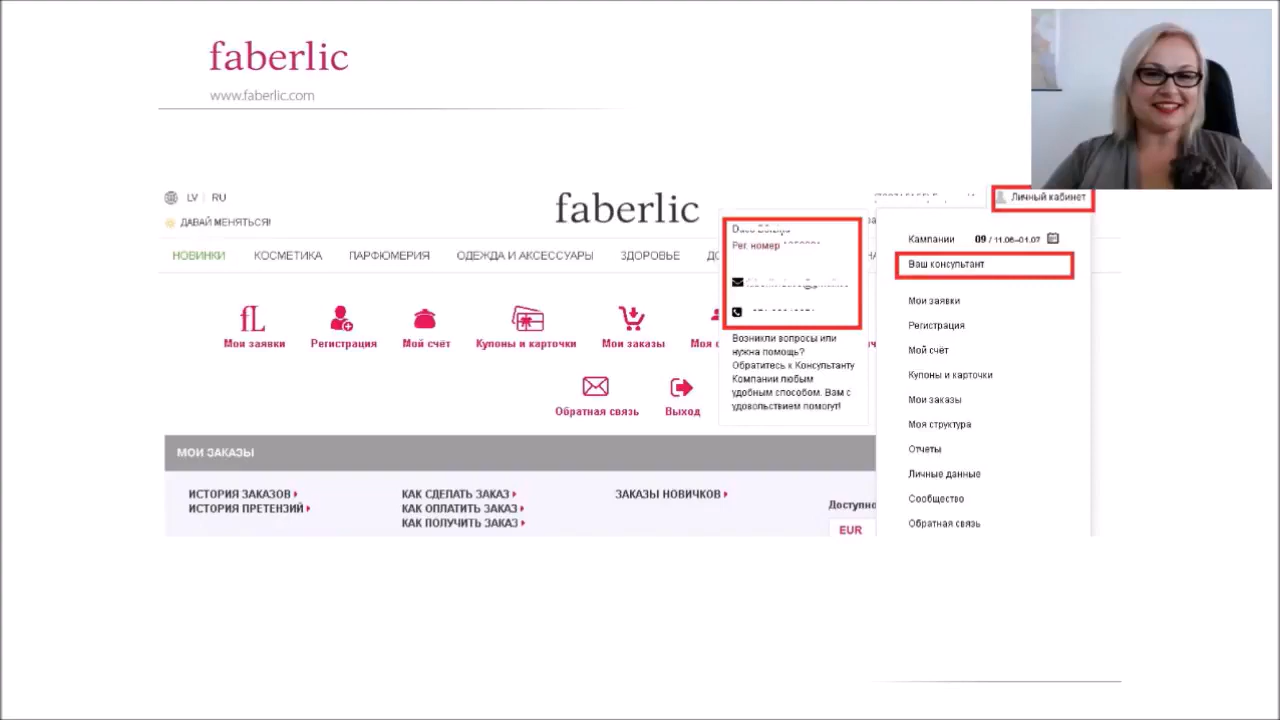 faberlic
www.faberlic.com
LV | RU
ДАВАЙ МЕНЯТЬСЯ!
faberlic
Личный кабинет
НОВИНКИ КОСМЕТИКА ПАРФЮМЕРИЯ ОДЕЖДА И АКСЕССУАРЫ ЗДОРОВЬЕ
Рег. номер
Возникли вопросы или
нужна помощь?
Обратитесь к Консультанту
Компании любым
удобным способом. Вам с
удовольствием помогут!
Кампании 09 / 11.06–01.07
Ваш консультант
Мои заявки
Регистрация
Мой счёт
Купоны и карточки
Мои заказы
Моя структура
Отчеты
Личные данные
Сообщество
Обратная связь
fL
Мои заявки Регистрация Мой счёт Купоны и карточки Мои заказы
Обратная связь Выход
МОИ ЗАКАЗЫ
ИСТОРИЯ ЗАКАЗОВ
ИСТОРИЯ ПРЕТЕНЗИЙ
КАК СДЕЛАТЬ ЗАКАЗ
КАК ОПЛАТИТЬ ЗАКАЗ
КАК ПОЛУЧИТЬ ЗАКАЗ
ЗАКАЗЫ НОВИЧКОВ
EUR